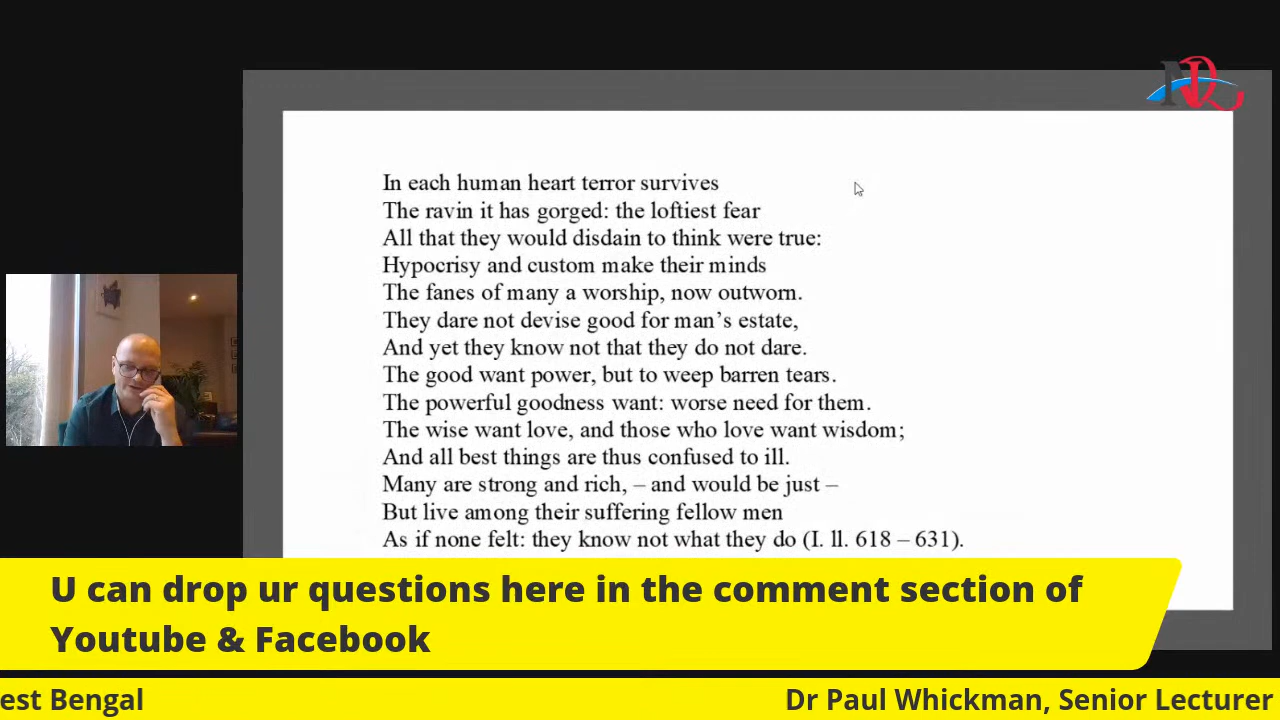 In each human heart terror survives
The ravin it has gorged: the loftiest fear
All that they would disdain to think were true:
Hypocrisy and custom make their minds
The fanes of many a worship, now outworn.
They dare not devise good for man’s estate,
And yet they know not that they do not dare.
The good want power, but to weep barren tears.
The powerful goodness want: worse need for them.
The wise want love, and those who love want wisdom;
And all best things are thus confused to ill.
Many are strong and rich, – and would be just –
But live among their suffering fellow men
As if none felt: they know not what they do (I. ll. 618 – 631).
U can drop ur questions here in the comment section of
Youtube & Facebook
est Bengal Dr Paul Whickman, Senior Lecturer